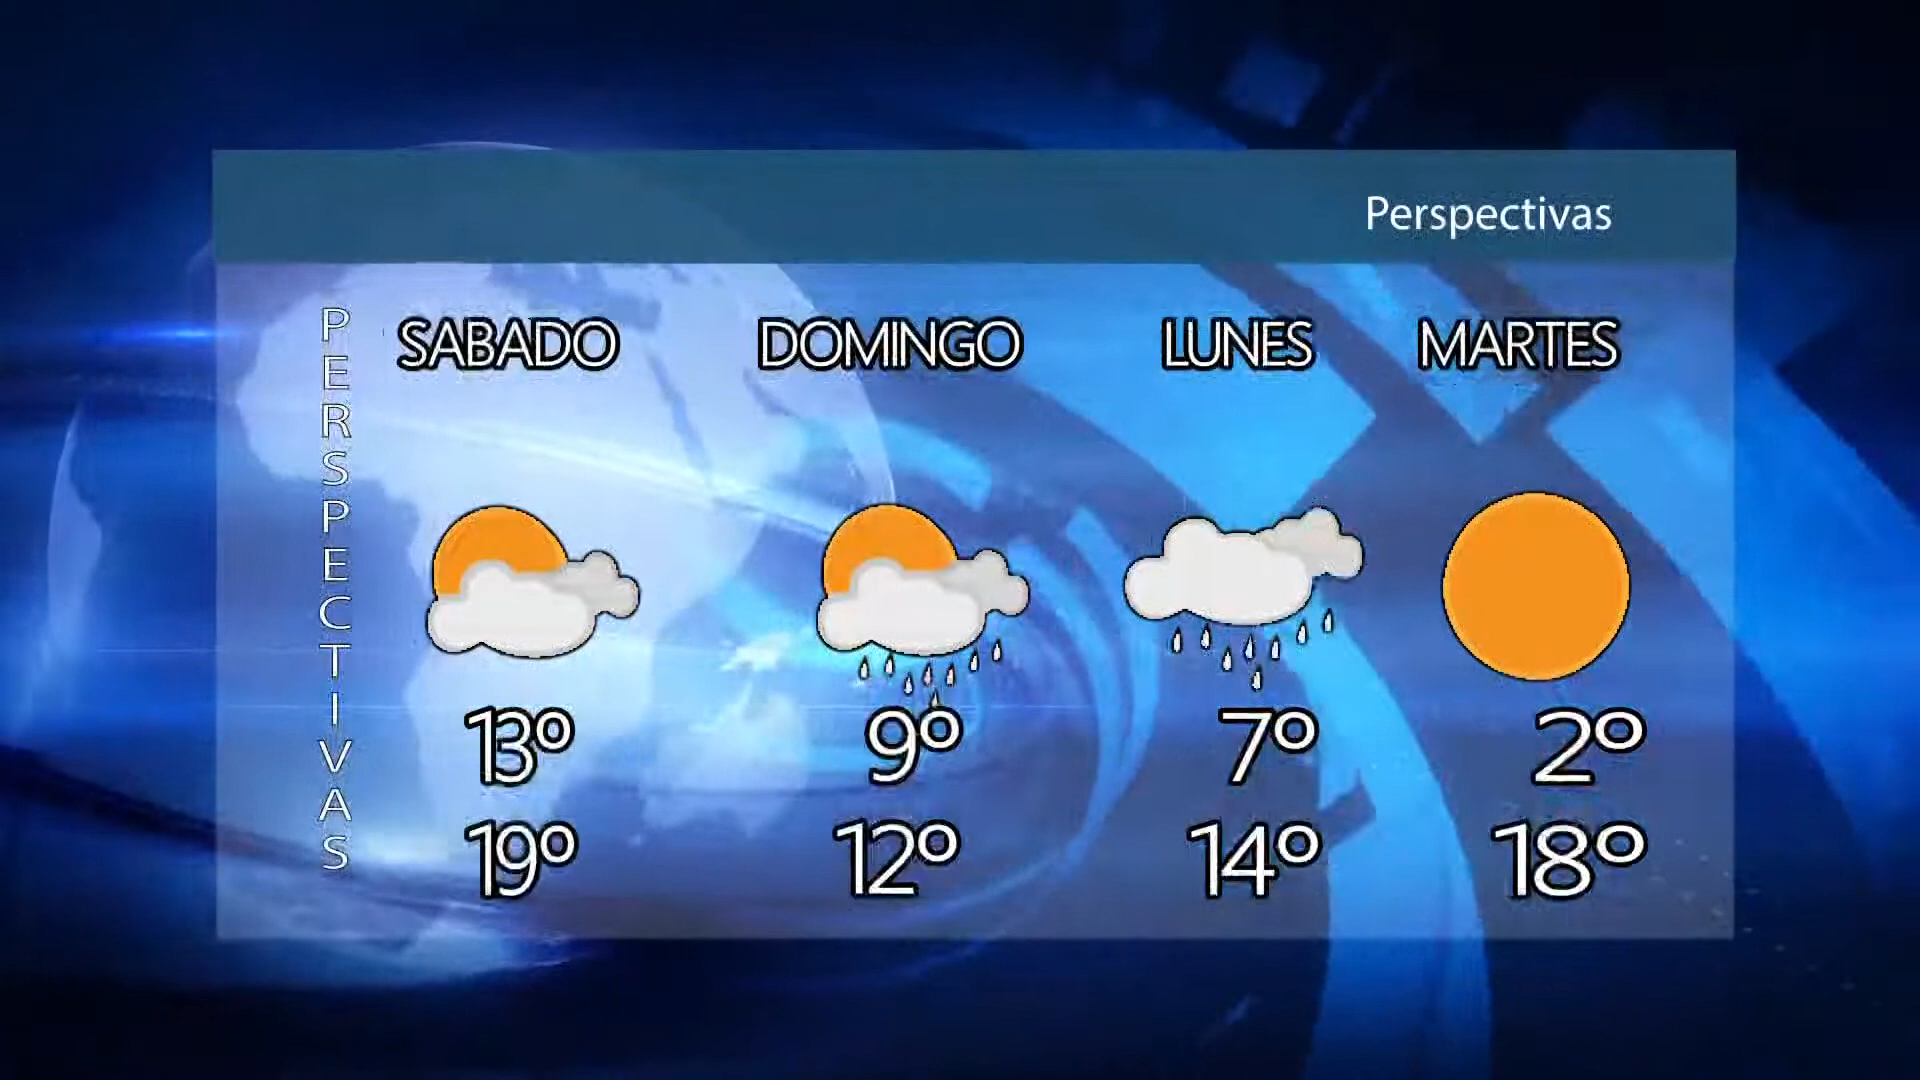 Perspectivas
PERSPECTIVAS
SABADO DOMINGO LUNES MARTES
13º 9º 7º 2º
19º 12º 14º 18º